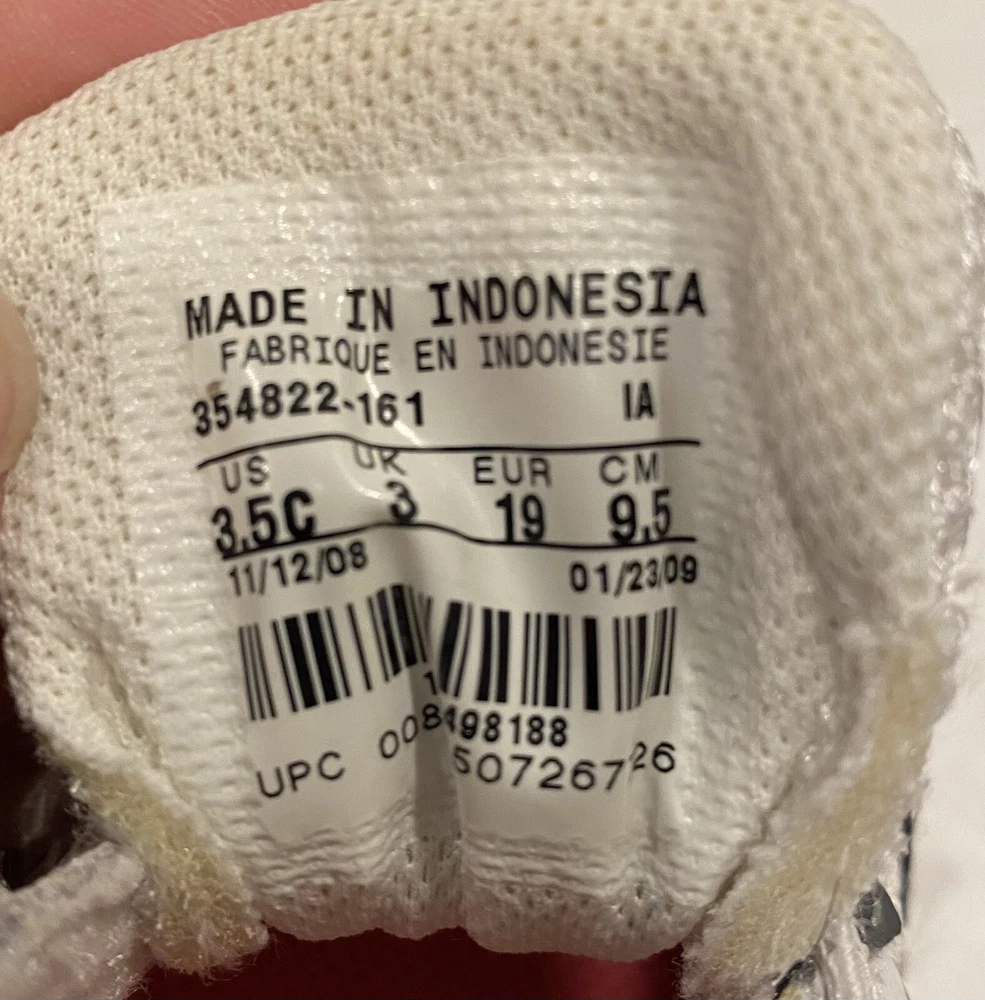 MADE IN INDONESIA
FABRIQUE EN INDONESIE
354822-161 IA
US UK EUR CM
3.5C 3 19 9.5
11/12/08 01/23/09
UPC